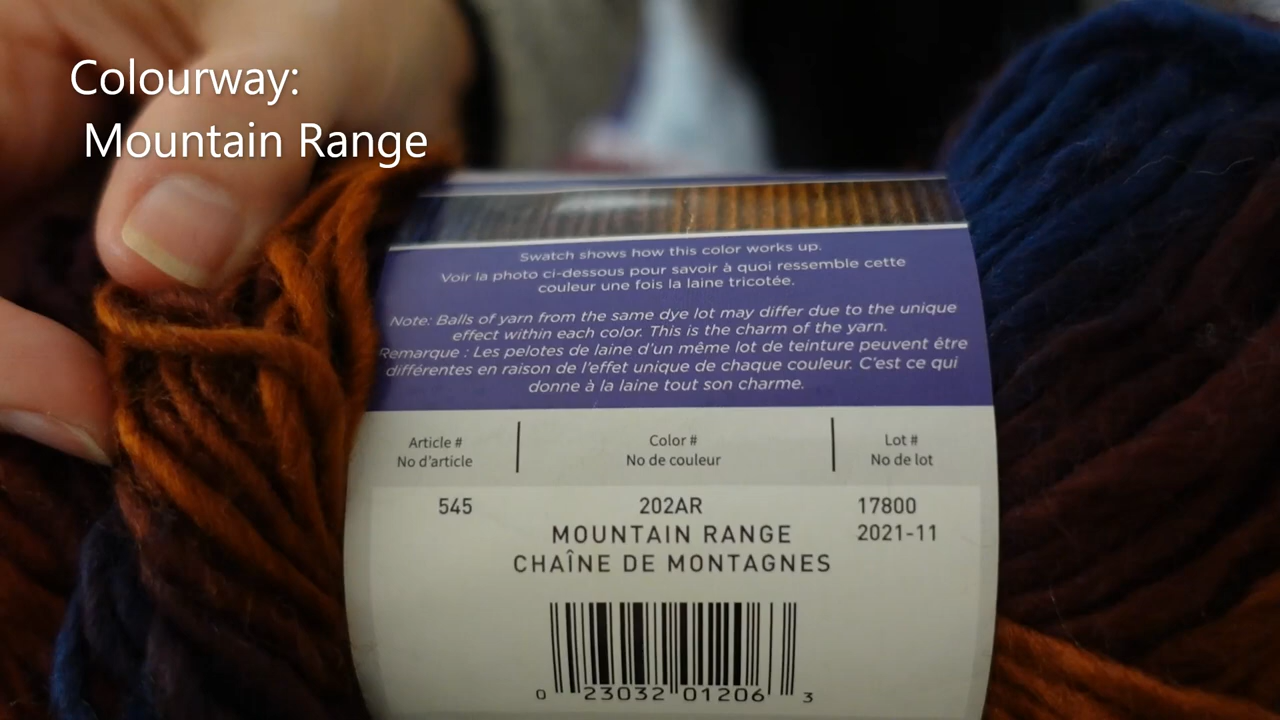 Colourway:
Mountain Range
Swatch shows how this color works up.
Voir la photo ci-dessous pour savoir à quoi ressemble cette
couleur une fois la laine tricotée.
Note: Balls of yarn from the same dye lot may differ due to the unique
effect within each color. This is the charm of the yarn.
Remarque : Les pelotes de laine d'un même lot de teinture peuvent être
différentes en raison de l'effet unique de chaque couleur. C'est ce qui
donne à la laine tout son charme.
Article # Color # Lot #
No d'article No de couleur No de lot
545 202AR 17800
MOUNTAIN RANGE 2021-11
CHAÎNE DE MONTAGNES
0 23032 01206 3